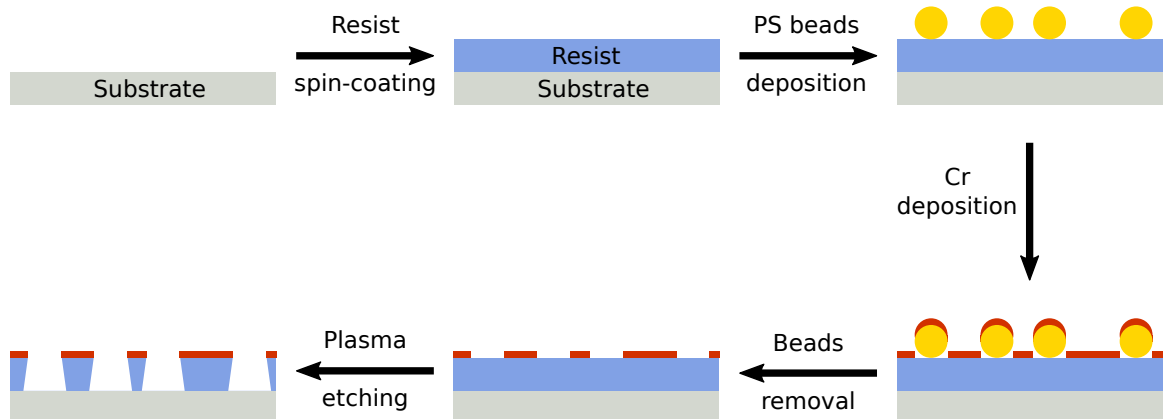 Substrate
Resist
spin-coating
Resist
Substrate
PS beads
deposition
Cr
deposition
Beads
removal
Plasma
etching